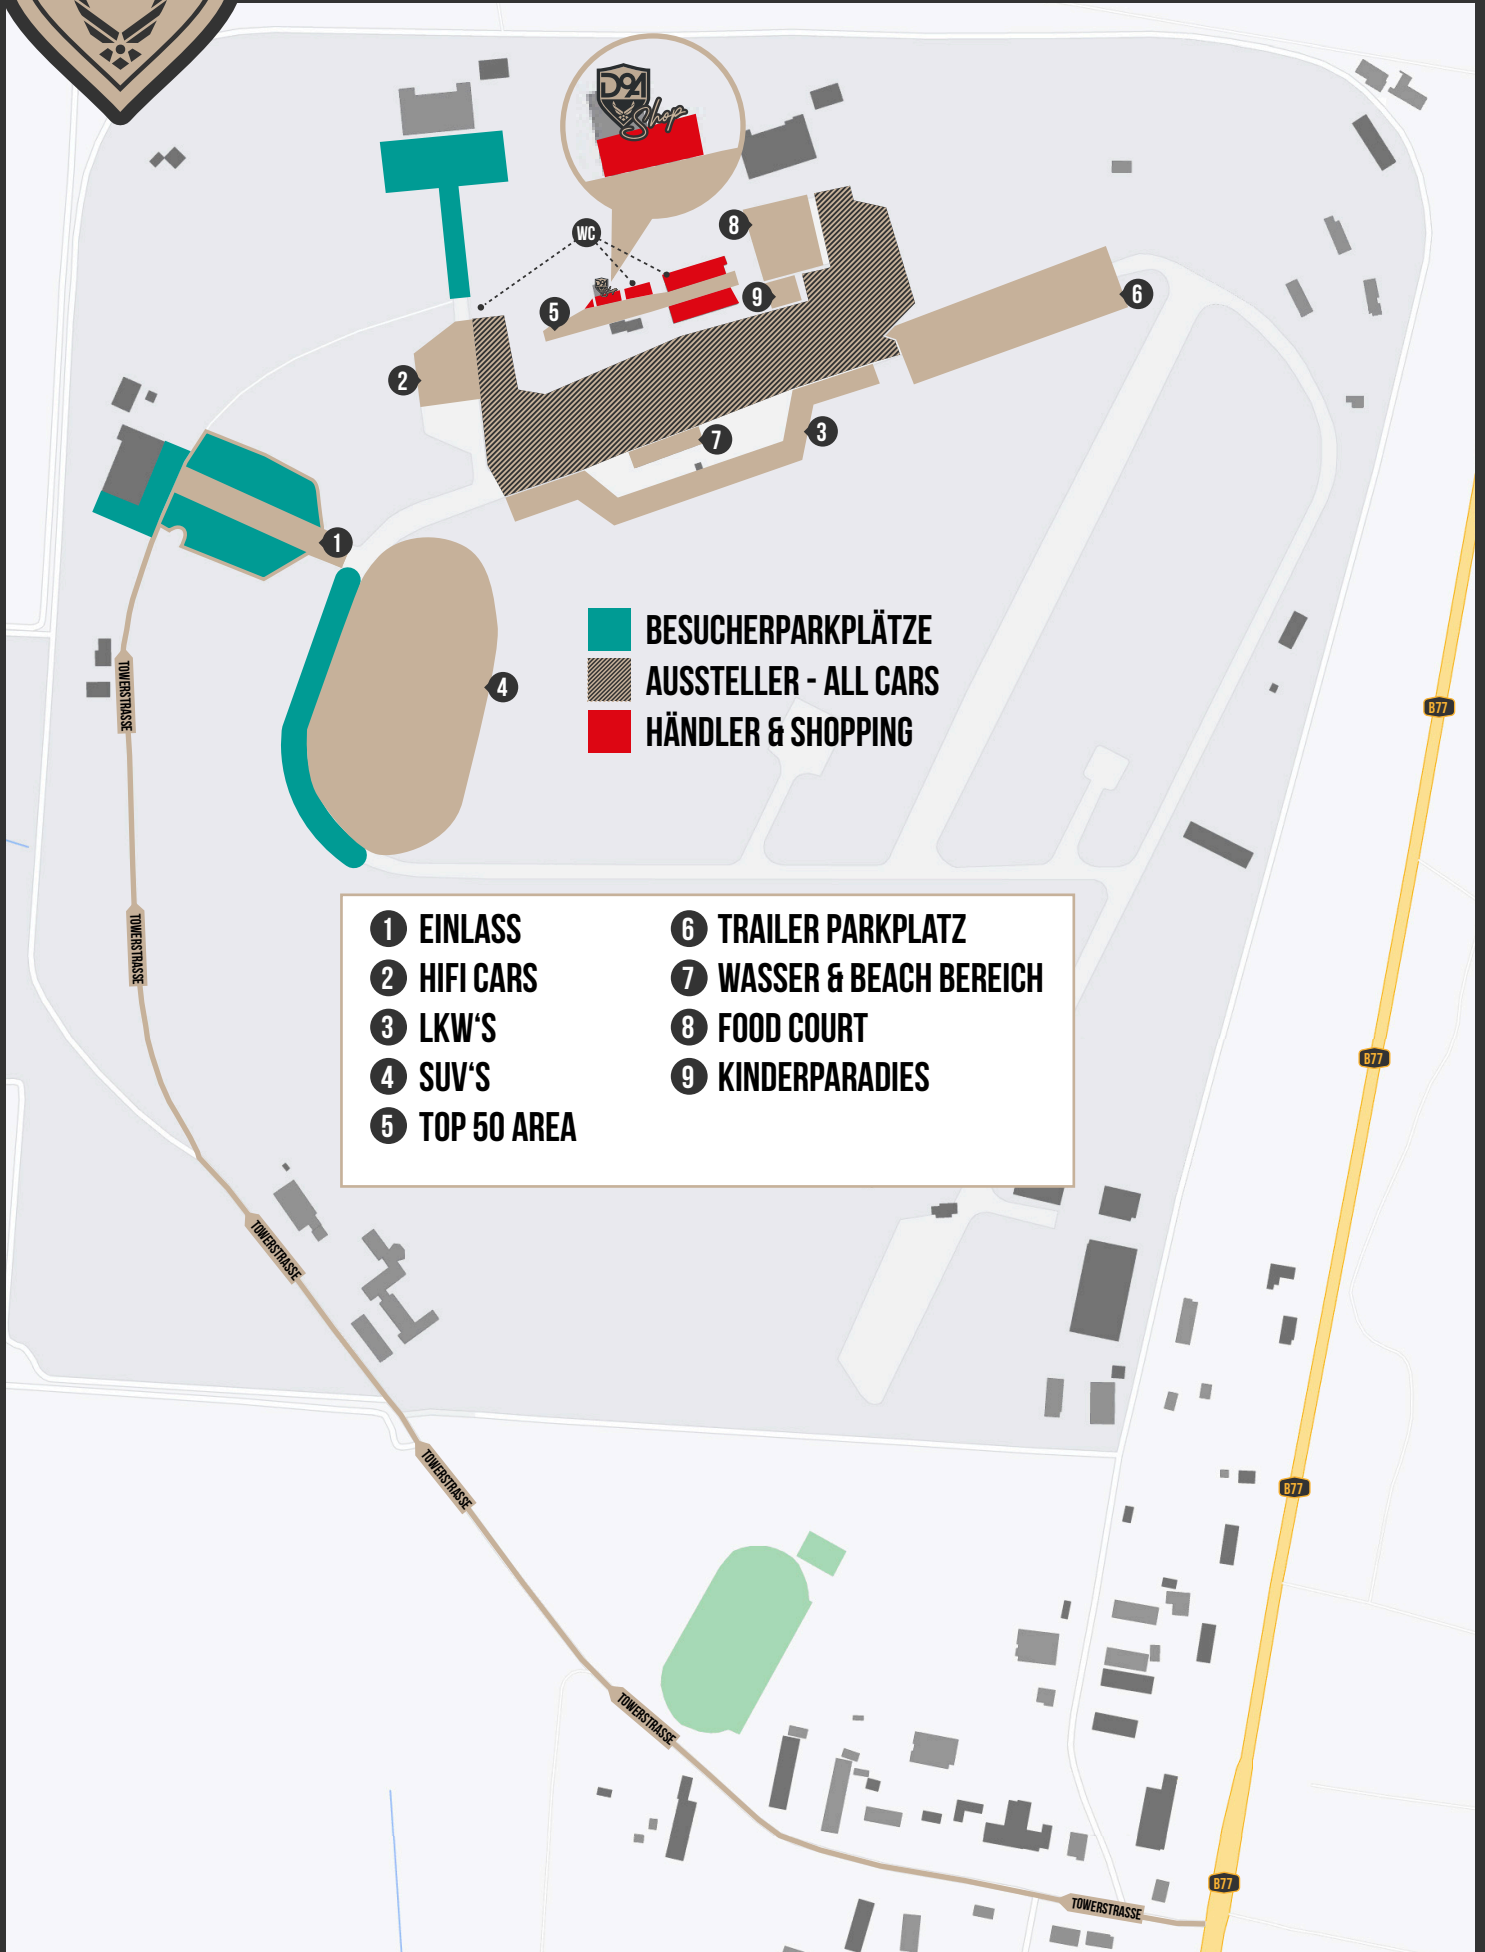 D94
Shop
WC
8
5
9
6
2
7
3
1
4
BESUCHERPARKPLÄTZE
AUSSTELLER - ALL CARS
HÄNDLER & SHOPPING
TOWERSTRASSE
B77
TOWERSTRASSE
1 EINLASS
2 HIFI CARS
3 LKW‘S
4 SUV‘S
5 TOP 50 AREA
6 TRAILER PARKPLATZ
7 WASSER & BEACH BEREICH
8 FOOD COURT
9 KINDERPARADIES
B77
TOWERSTRASSE
TOWERSTRASSE
B77
TOWERSTRASSE
B77
TOWERSTRASSE